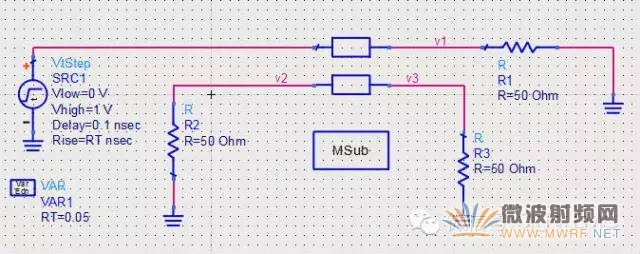 v1
VtStep
SRC1
Vlow=0 V
Vhigh=1 V
Delay=0.1 nsec
Rise=RT nsec
R
R1
R=50 Ohm
v2
v3
R
R2
R=50 Ohm
MSub
R
R3
R=50 Ohm
Var
Eqn
VAR
VAR1
RT=0.05
微波射频网
WWW.MWRF.NET